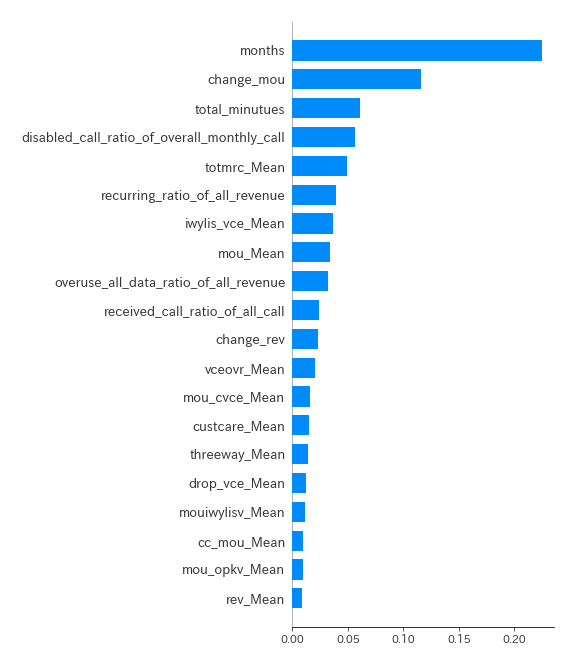 months
change_mou
total_minutues
disabled_call_ratio_of_overall_monthly_call
totmrc_Mean
recurring_ratio_of_all_revenue
iwylis_vce_Mean
mou_Mean
overuse_all_data_ratio_of_all_revenue
received_call_ratio_of_all_call
change_rev
vceovr_Mean
mou_cvce_Mean
custcare_Mean
threeway_Mean
drop_vce_Mean
mouiwylisv_Mean
cc_mou_Mean
mou_opkv_Mean
rev_Mean
0.00 0.05 0.10 0.15 0.20